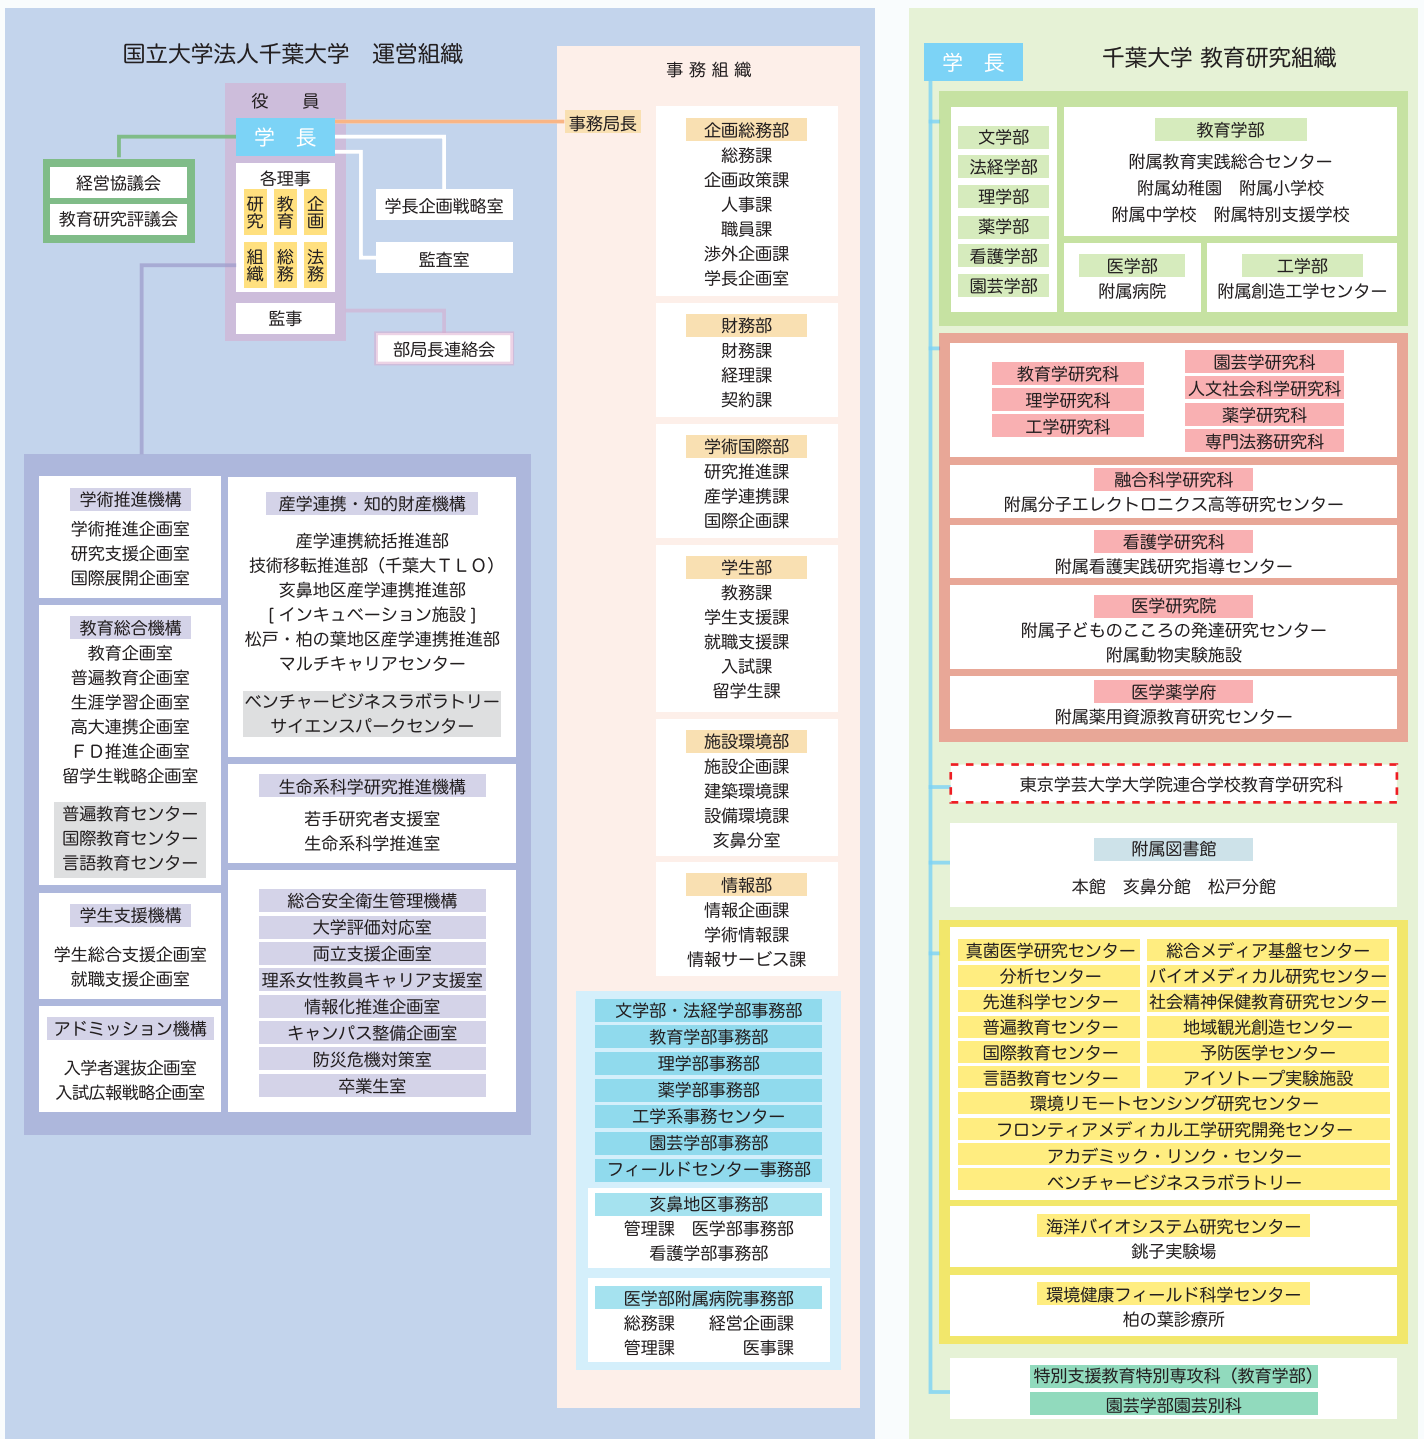 国立大学法人千葉大学　運営組織
役　員
学　長
各理事
研究
教育
企画
組織
総務
法務
監事
経営協議会
教育研究評議会
学長企画戦略室
監査室
部局長連絡会
学術推進機構
学術推進企画室
研究支援企画室
国際展開企画室
教育総合機構
教育企画室
普遍教育企画室
生涯学習企画室
高大連携企画室
ＦＤ推進企画室
留学生戦略企画室
普遍教育センター
国際教育センター
言語教育センター
学生支援機構
学生総合支援企画室
就職支援企画室
アドミッション機構
入学者選抜企画室
入試広報戦略企画室
産学連携・知的財産機構
産学連携統括推進部
技術移転推進部（千葉大ＴＬＯ）
亥鼻地区産学連携推進部
[ インキュベーション施設 ]
松戸・柏の葉地区産学連携推進部
マルチキャリアセンター
ベンチャービジネスラボラトリー
サイエンスパークセンター
生命系科学研究推進機構
若手研究者支援室
生命系科学推進室
総合安全衛生管理機構
大学評価対応室
両立支援企画室
理系女性教員キャリア支援室
情報化推進企画室
キャンパス整備企画室
防災危機対策室
卒業生室
事 務 組 織
事務局長
企画総務部
総務課
企画政策課
人事課
職員課
渉外企画課
学長企画室
財務部
財務課
経理課
契約課
学術国際部
研究推進課
産学連携課
国際企画課
学生部
教務課
学生支援課
就職支援課
入試課
留学生課
施設環境部
施設企画課
建築環境課
設備環境課
亥鼻分室
情報部
情報企画課
学術情報課
情報サービス課
文学部・法経学部事務部
教育学部事務部
理学部事務部
薬学部事務部
工学系事務センター
園芸学部事務部
フィールドセンター事務部
亥鼻地区事務部
管理課　医学部事務部
看護学部事務部
医学部附属病院事務部
総務課　経営企画課
管理課　医事課
学　長
千葉大学 教育研究組織
文学部
法経学部
理学部
薬学部
看護学部
園芸学部
教育学部
附属教育実践総合センター
附属幼稚園　附属小学校
附属中学校　附属特別支援学校
医学部
附属病院
工学部
附属創造工学センター
教育学研究科
理学研究科
工学研究科
園芸学研究科
人文社会科学研究科
薬学研究科
専門法務研究科
融合科学研究科
附属分子エレクトロニクス高等研究センター
看護学研究科
附属看護実践研究指導センター
医学研究院
附属子どものこころの発達研究センター
附属動物実験施設
医学薬学府
附属薬用資源教育研究センター
東京学芸大学大学院連合学校教育学研究科
附属図書館
本館　亥鼻分館　松戸分館
真菌医学研究センター
分析センター
先進科学センター
普遍教育センター
国際教育センター
言語教育センター
総合メディア基盤センター
バイオメディカル研究センター
社会精神保健教育研究センター
地域観光創造センター
予防医学センター
アイソトープ実験施設
環境リモートセンシング研究センター
フロンティアメディカル工学研究開発センター
アカデミック・リンク・センター
ベンチャービジネスラボラトリー
海洋バイオシステム研究センター
銚子実験場
環境健康フィールド科学センター
柏の葉診療所
特別支援教育特別専攻科（教育学部）
園芸学部園芸別科